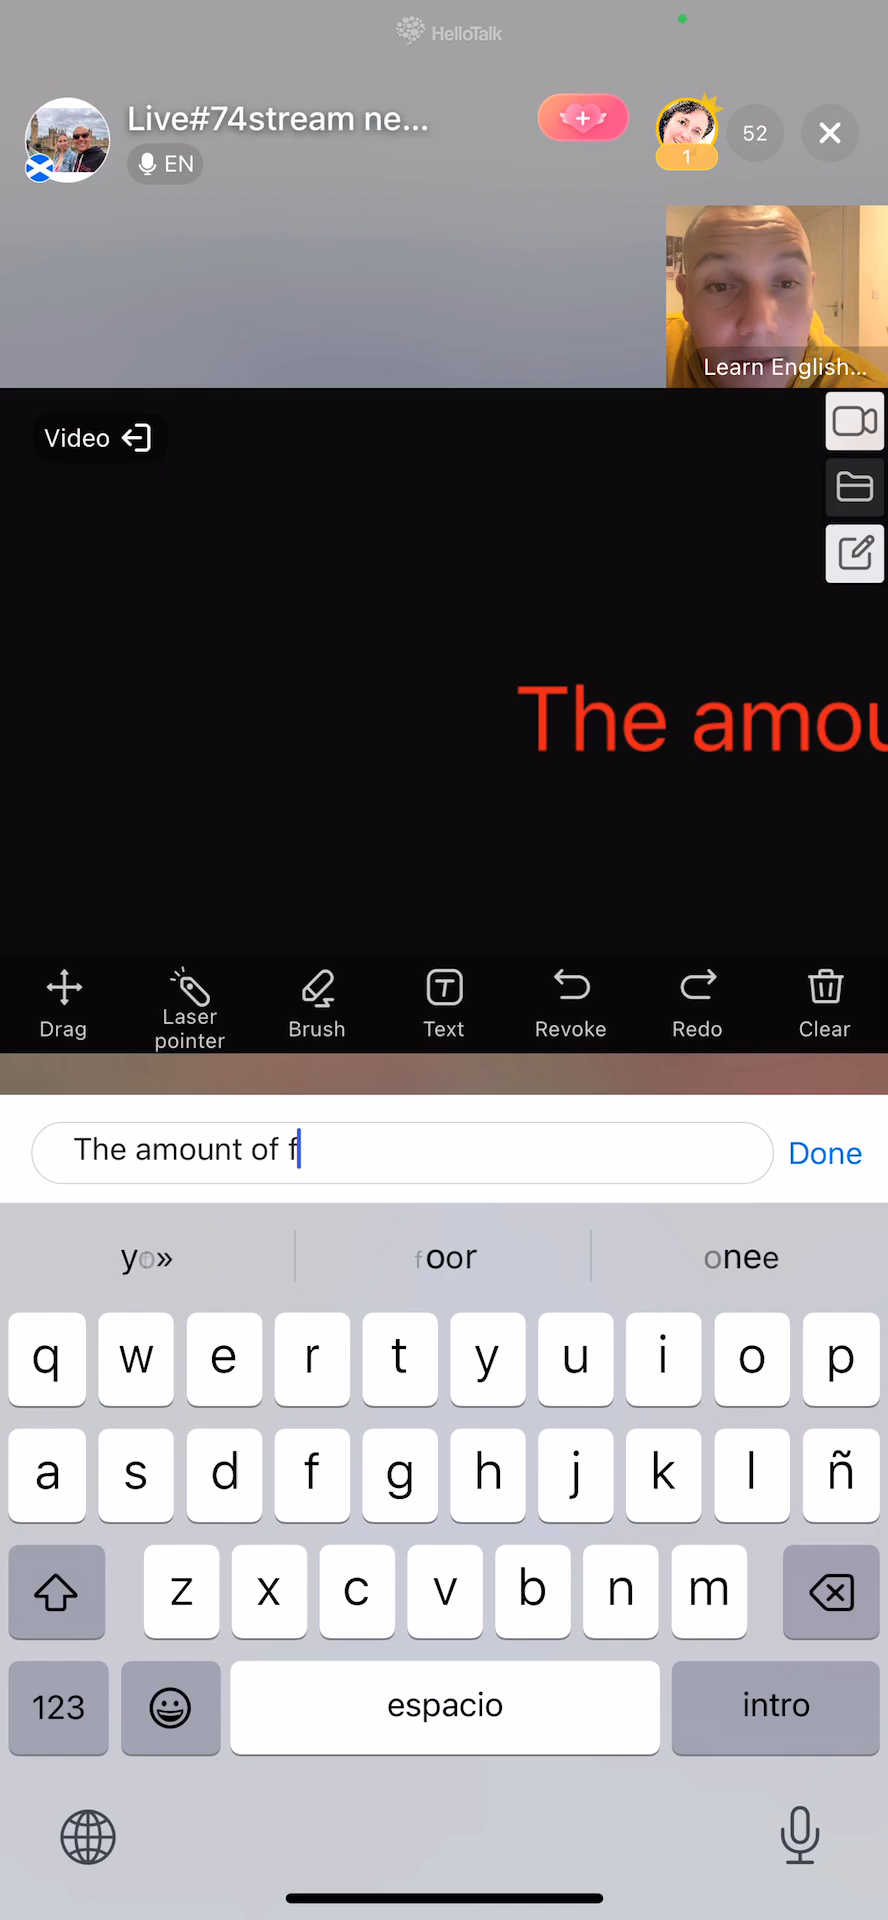 HelloTalk
Live#74stream ne...
EN
1
52
Learn English...
Video
The amou
Drag
Laser pointer
Brush
Text
Revoke
Redo
Clear
The amount of f
Done
oor
onee
q w e r t y u i o p
a s d f g h j k l ñ
z x c v b n m
123
espacio
intro